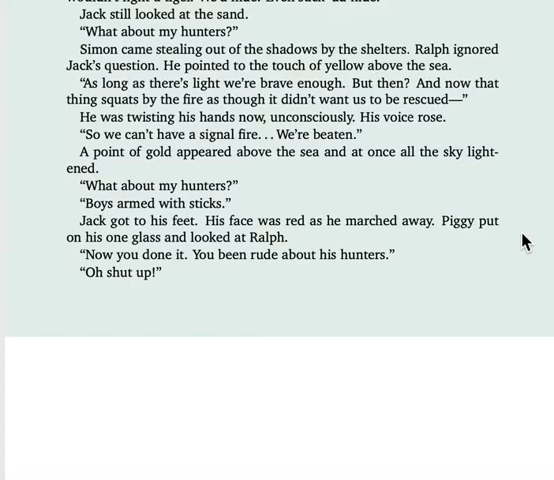 Jack still looked at the sand.
“What about my hunters?”
Simon came stealing out of the shadows by the shelters. Ralph ignored
Jack’s question. He pointed to the touch of yellow above the sea.
“As long as there’s light we’re brave enough. But then? And now that
thing squats by the fire as though it didn’t want us to be rescued—”
He was twisting his hands now, unconsciously. His voice rose.
“So we can’t have a signal fire. . . We’re beaten.”
A point of gold appeared above the sea and at once all the sky light-
ened.
“What about my hunters?”
“Boys armed with sticks.”
Jack got to his feet. His face was red as he marched away. Piggy put
on his one glass and looked at Ralph.
“Now you done it. You been rude about his hunters.”
“Oh shut up!”